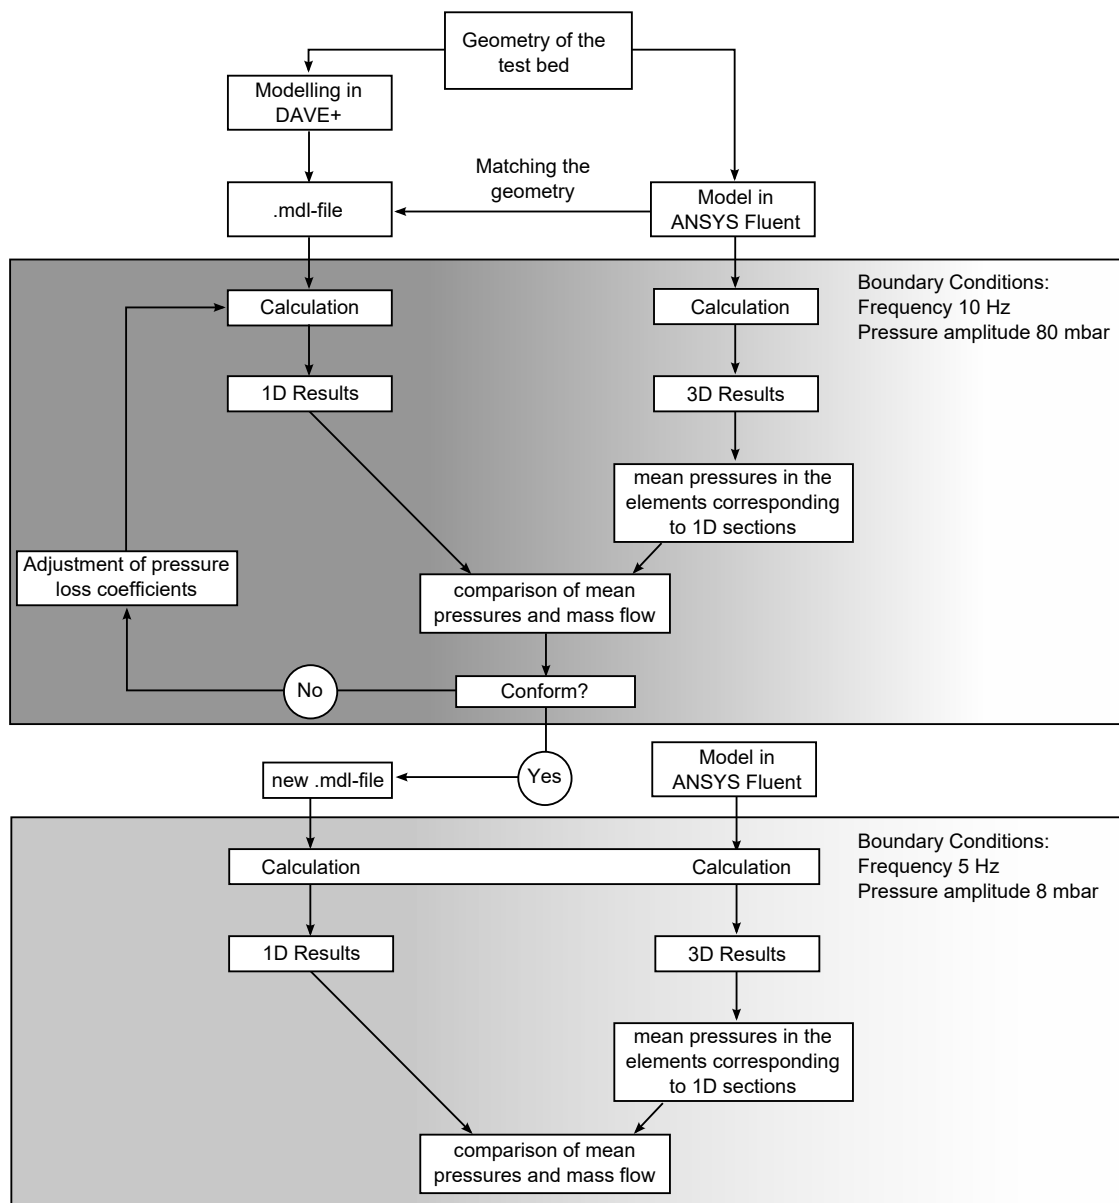 Geometry of the
test bed
Modelling in
DAVE+
Matching the
geometry
.mdl-file
Model in
ANSYS Fluent
Boundary Conditions:
Frequency 10 Hz
Pressure amplitude 80 mbar
Calculation
Calculation
1D Results
3D Results
mean pressures in the
elements corresponding
to 1D sections
Adjustment of pressure
loss coefficients
comparison of mean
pressures and mass flow
No
Conform?
Yes
new .mdl-file
Model in
ANSYS Fluent
Boundary Conditions:
Frequency 5 Hz
Pressure amplitude 8 mbar
Calculation
Calculation
1D Results
3D Results
mean pressures in the
elements corresponding
to 1D sections
comparison of mean
pressures and mass flow